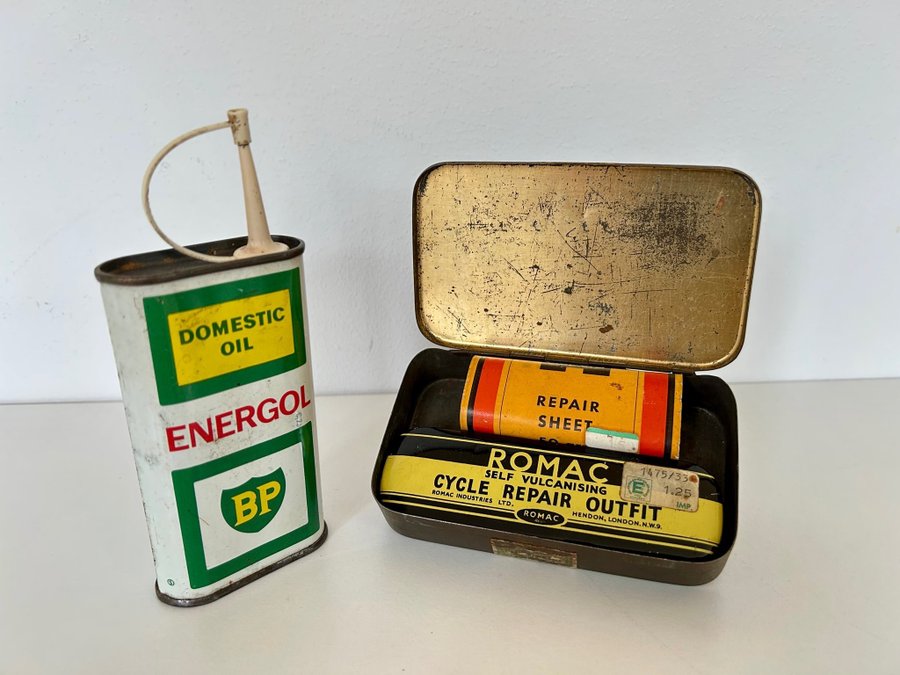 DOMESTIC
OIL
ENERGOL
BP
REPAIR
SHEET
ROMAC
SELF VULCANISING
CYCLE REPAIR OUTFIT
ROMAC INDUSTRIES LTD.
HENDON, LONDON, N.W.9.
ROMAC
1475/33
E 1.25
IMP